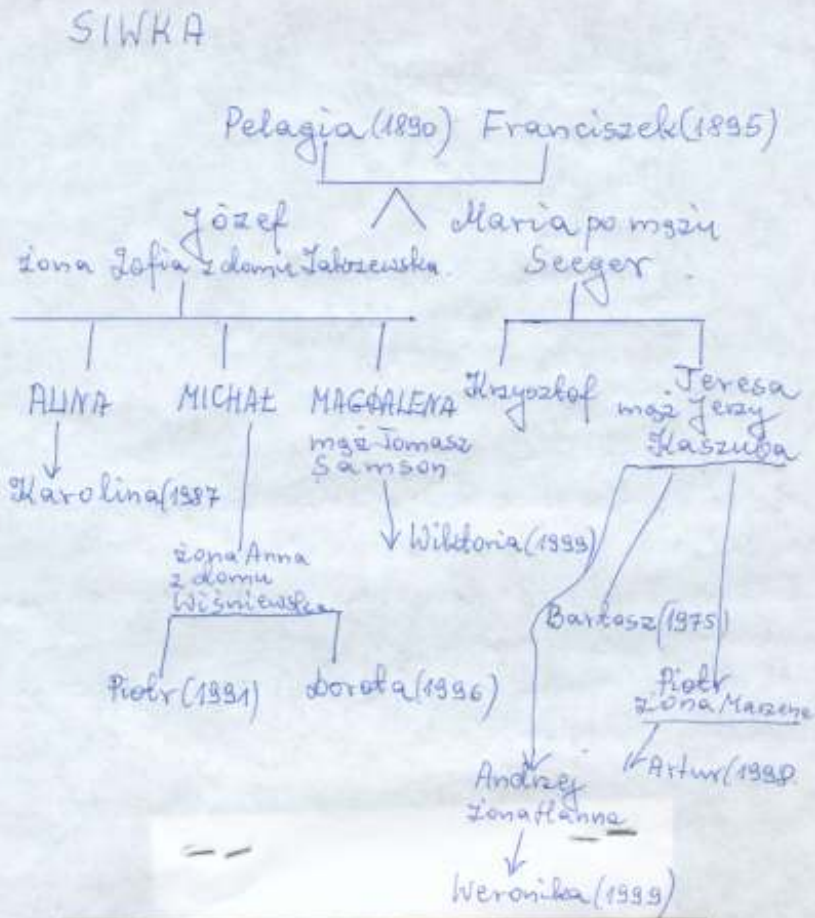 SIWKA
Pelagia (1890) Franciszek (1895)
Józef Maria po mężu
żona Zofia z domu Zakrzewska. Seeger
ALINA MICHAŁ MAGDALENA Krzysztof Teresa
mąż Tomasz mąż Jerzy
Samson Kaszuba
Karolina (1987
Wiktoria (1999)
żona Anna
z domu
Wiśniewska
Bartosz (1975)
Piotr (1991) Dorota (1996) Piotr
żona Marzena
Artur (1998
Andrzej
żona Hanna
Weronika (1999)